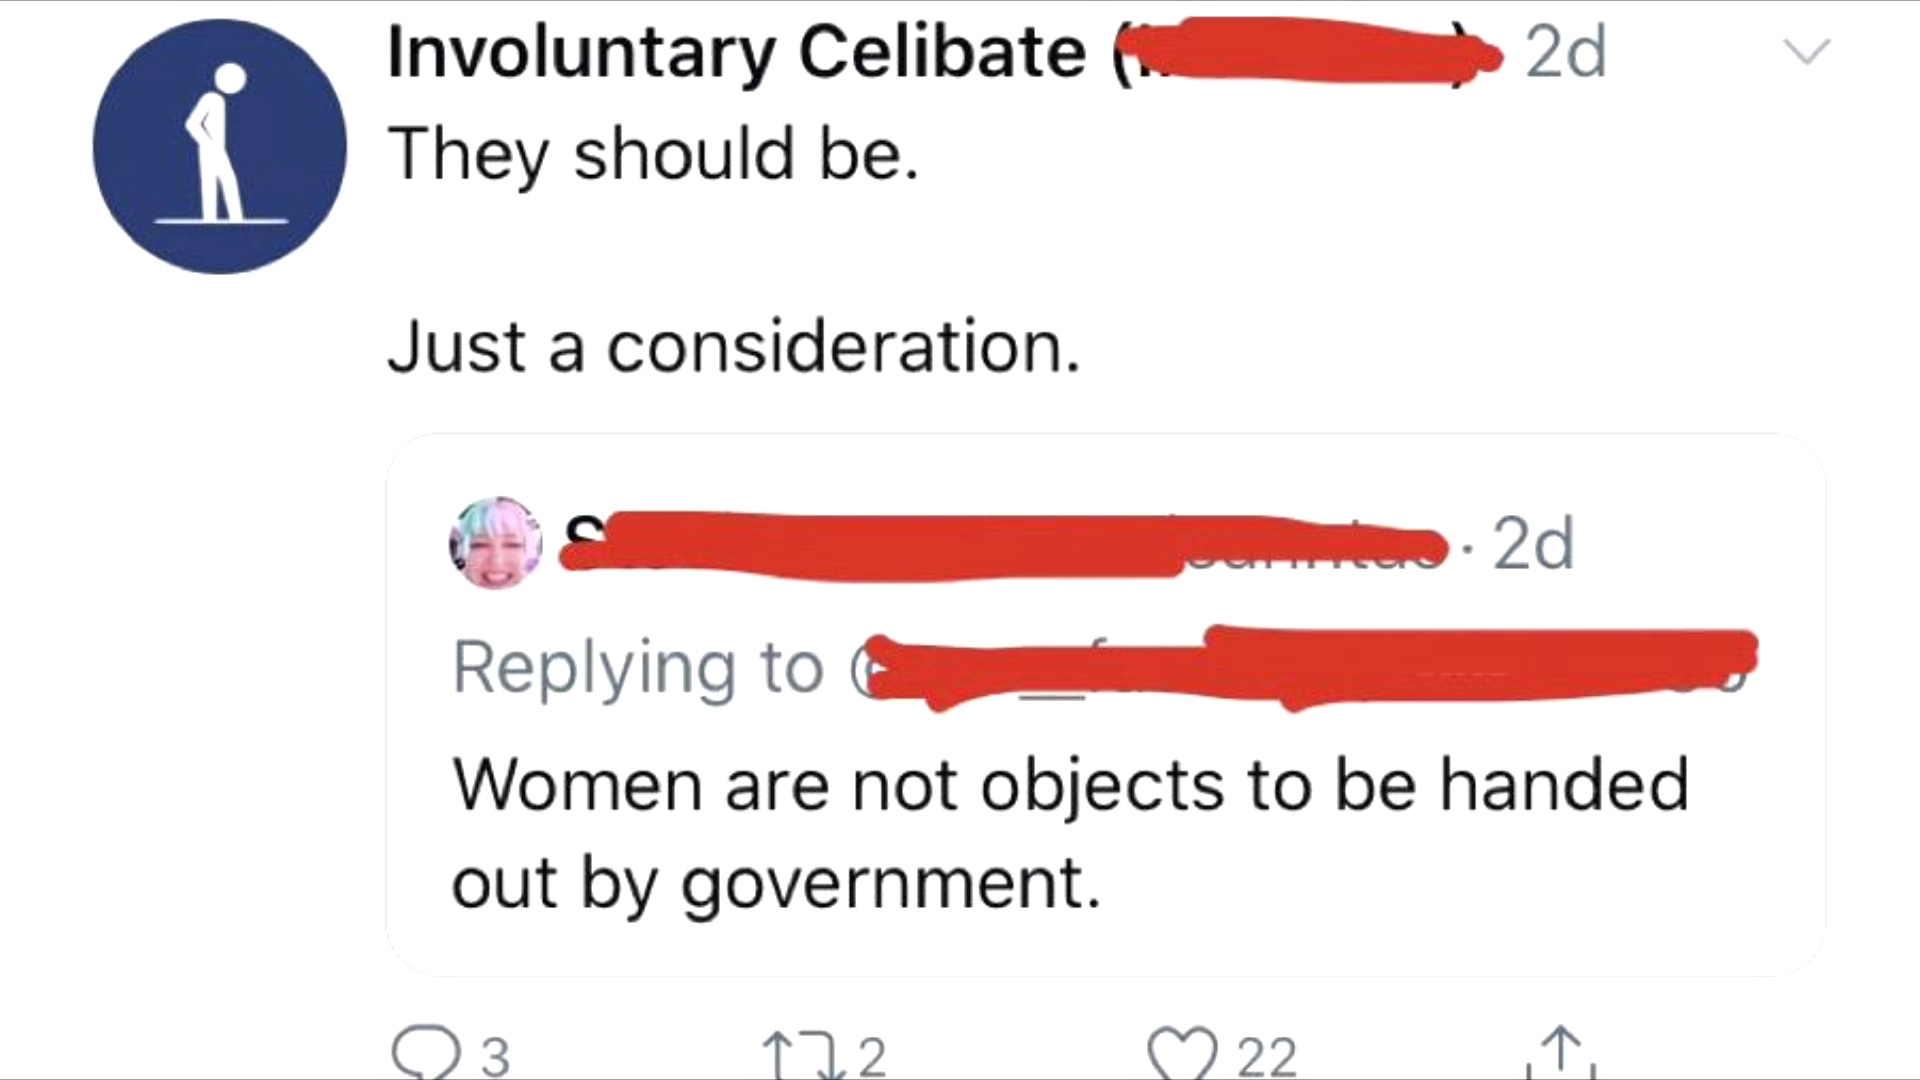 Involuntary Celibate ( 2d
They should be.
Just a consideration.
· 2d
Replying to
Women are not objects to be handed
out by government.
3 2 22